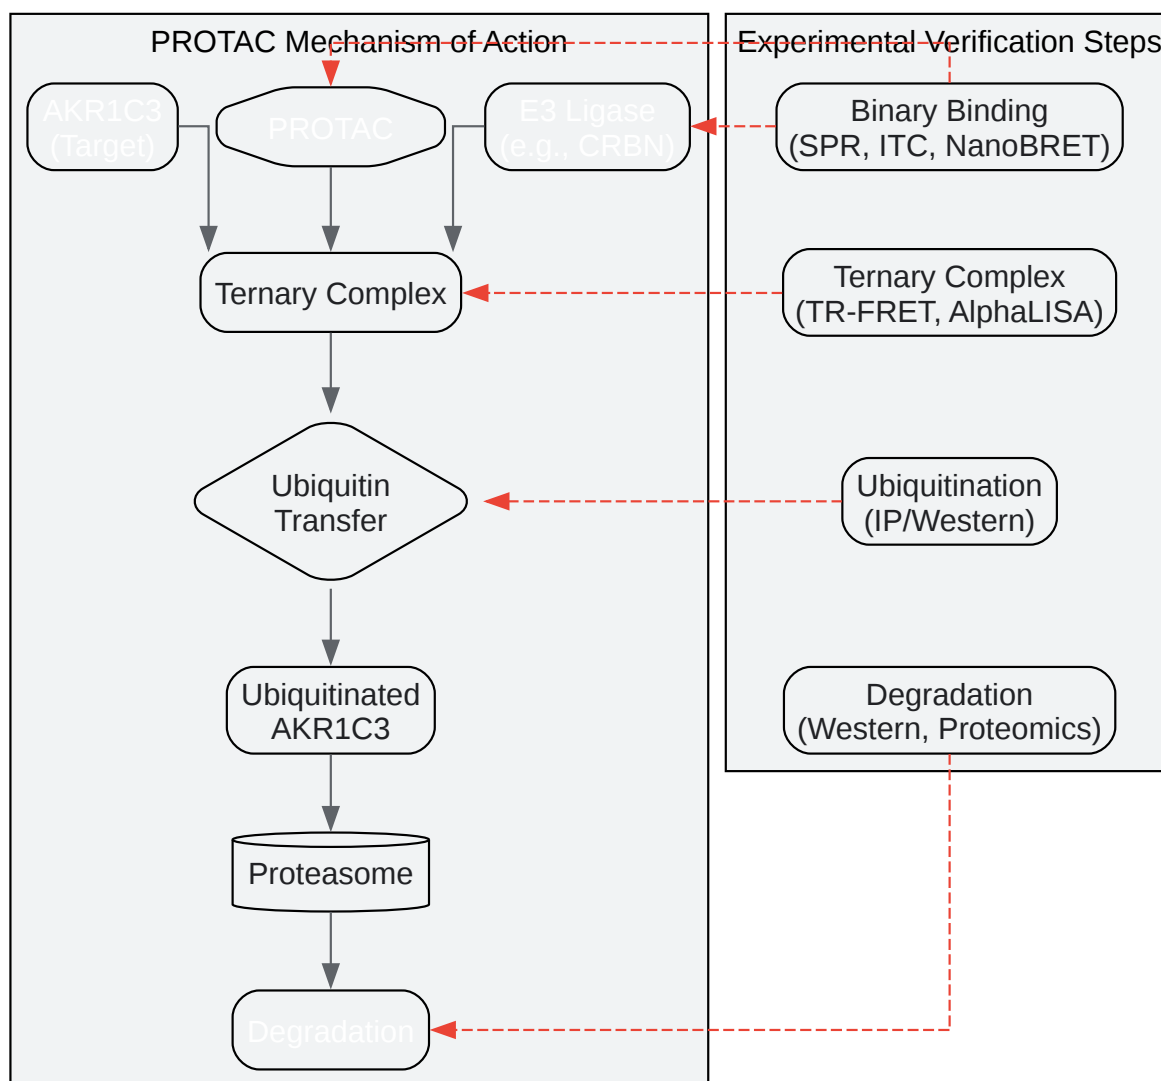 PROTAC Mechanism of Action
Experimental Verification Steps
AKR1C3
(Target)
PROTAC
E3 Ligase
(e.g., CRBN)
Binary Binding
(SPR, ITC, NanoBRET)
Ternary Complex
Ternary Complex
(TR-FRET, AlphaLISA)
Ubiquitin
Transfer
Ubiquitination
(IP/Western)
Ubiquitinated
AKR1C3
Degradation
(Western, Proteomics)
Proteasome
Degradation